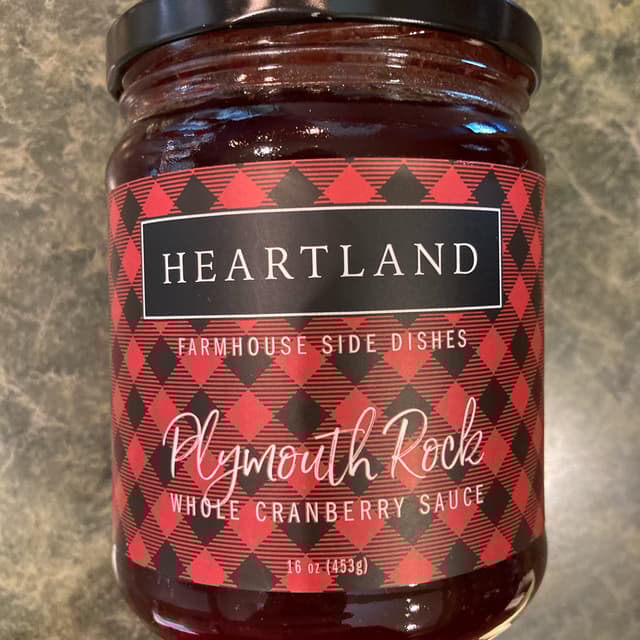 HEARTLAND
FARMHOUSE SIDE DISHES
Plymouth Rock
WHOLE CRANBERRY SAUCE
16 oz (453g)